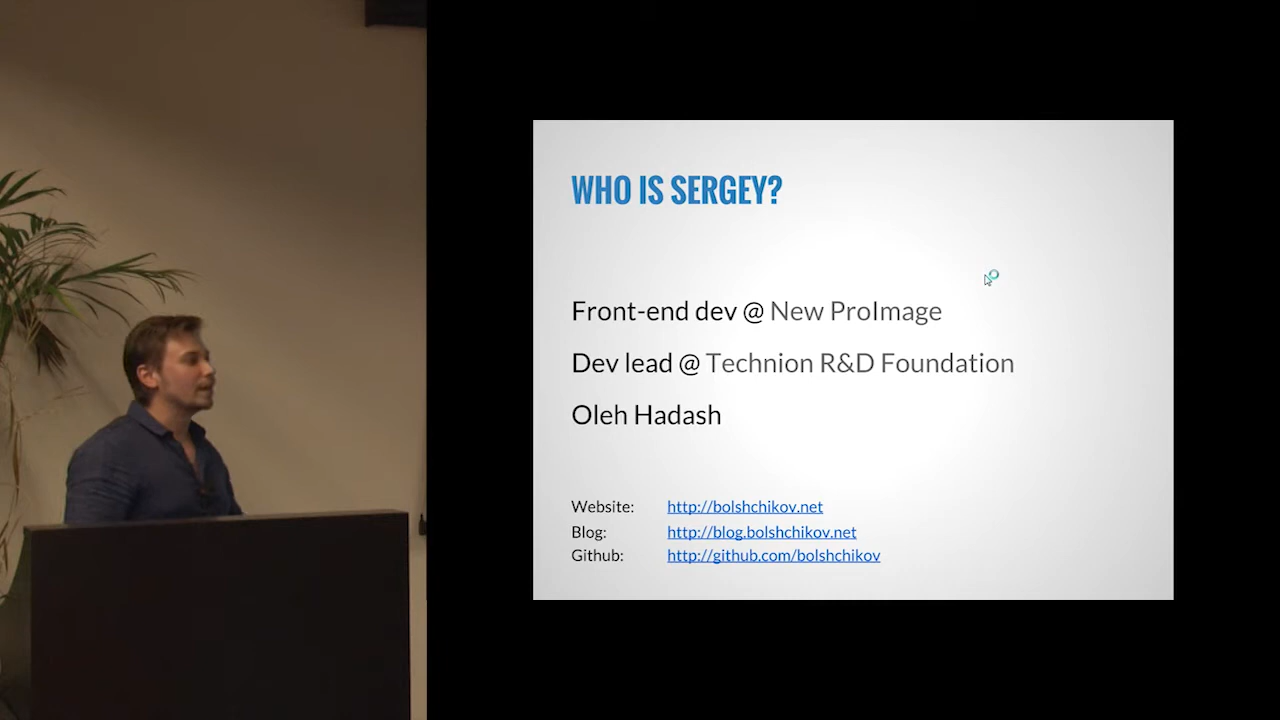 WHO IS SERGEY?
Front-end dev @ New ProImage
Dev lead @ Technion R&D Foundation
Oleh Hadash
Website: http://bolshchikov.net
Blog: http://blog.bolshchikov.net
Github: http://github.com/bolshchikov